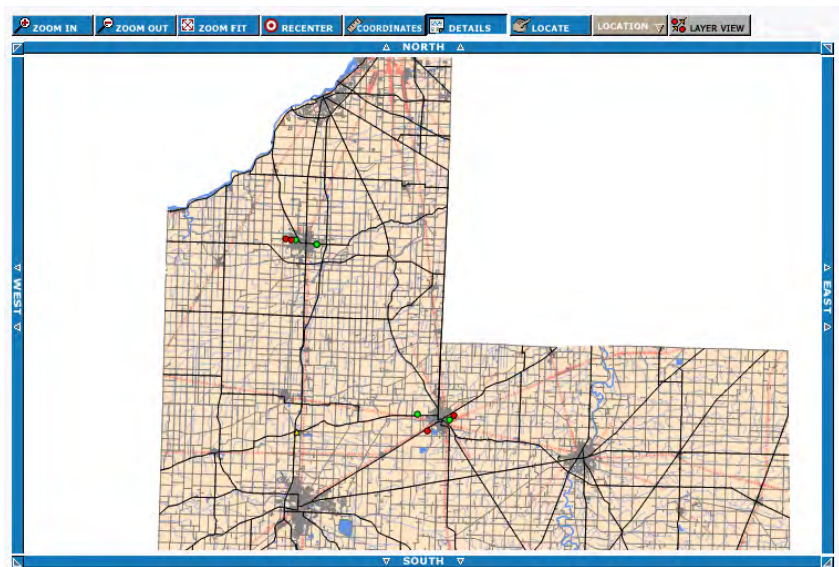 ZOOM IN ZOOM OUT ZOOM FIT RECENTER COORDINATES DETAILS LOCATE LOCATION LAYER VIEW
NORTH
WEST
EAST
SOUTH